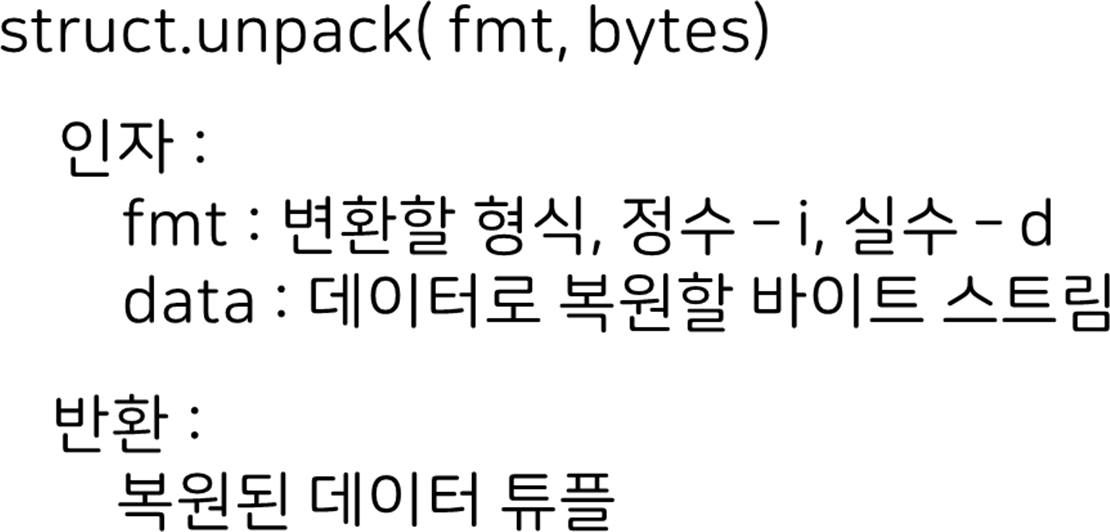 struct.unpack( fmt, bytes)
인자 :
fmt : 변환할 형식, 정수 – i, 실수 – d
data : 데이터로 복원할 바이트 스트림
반환 :
복원된 데이터 튜플